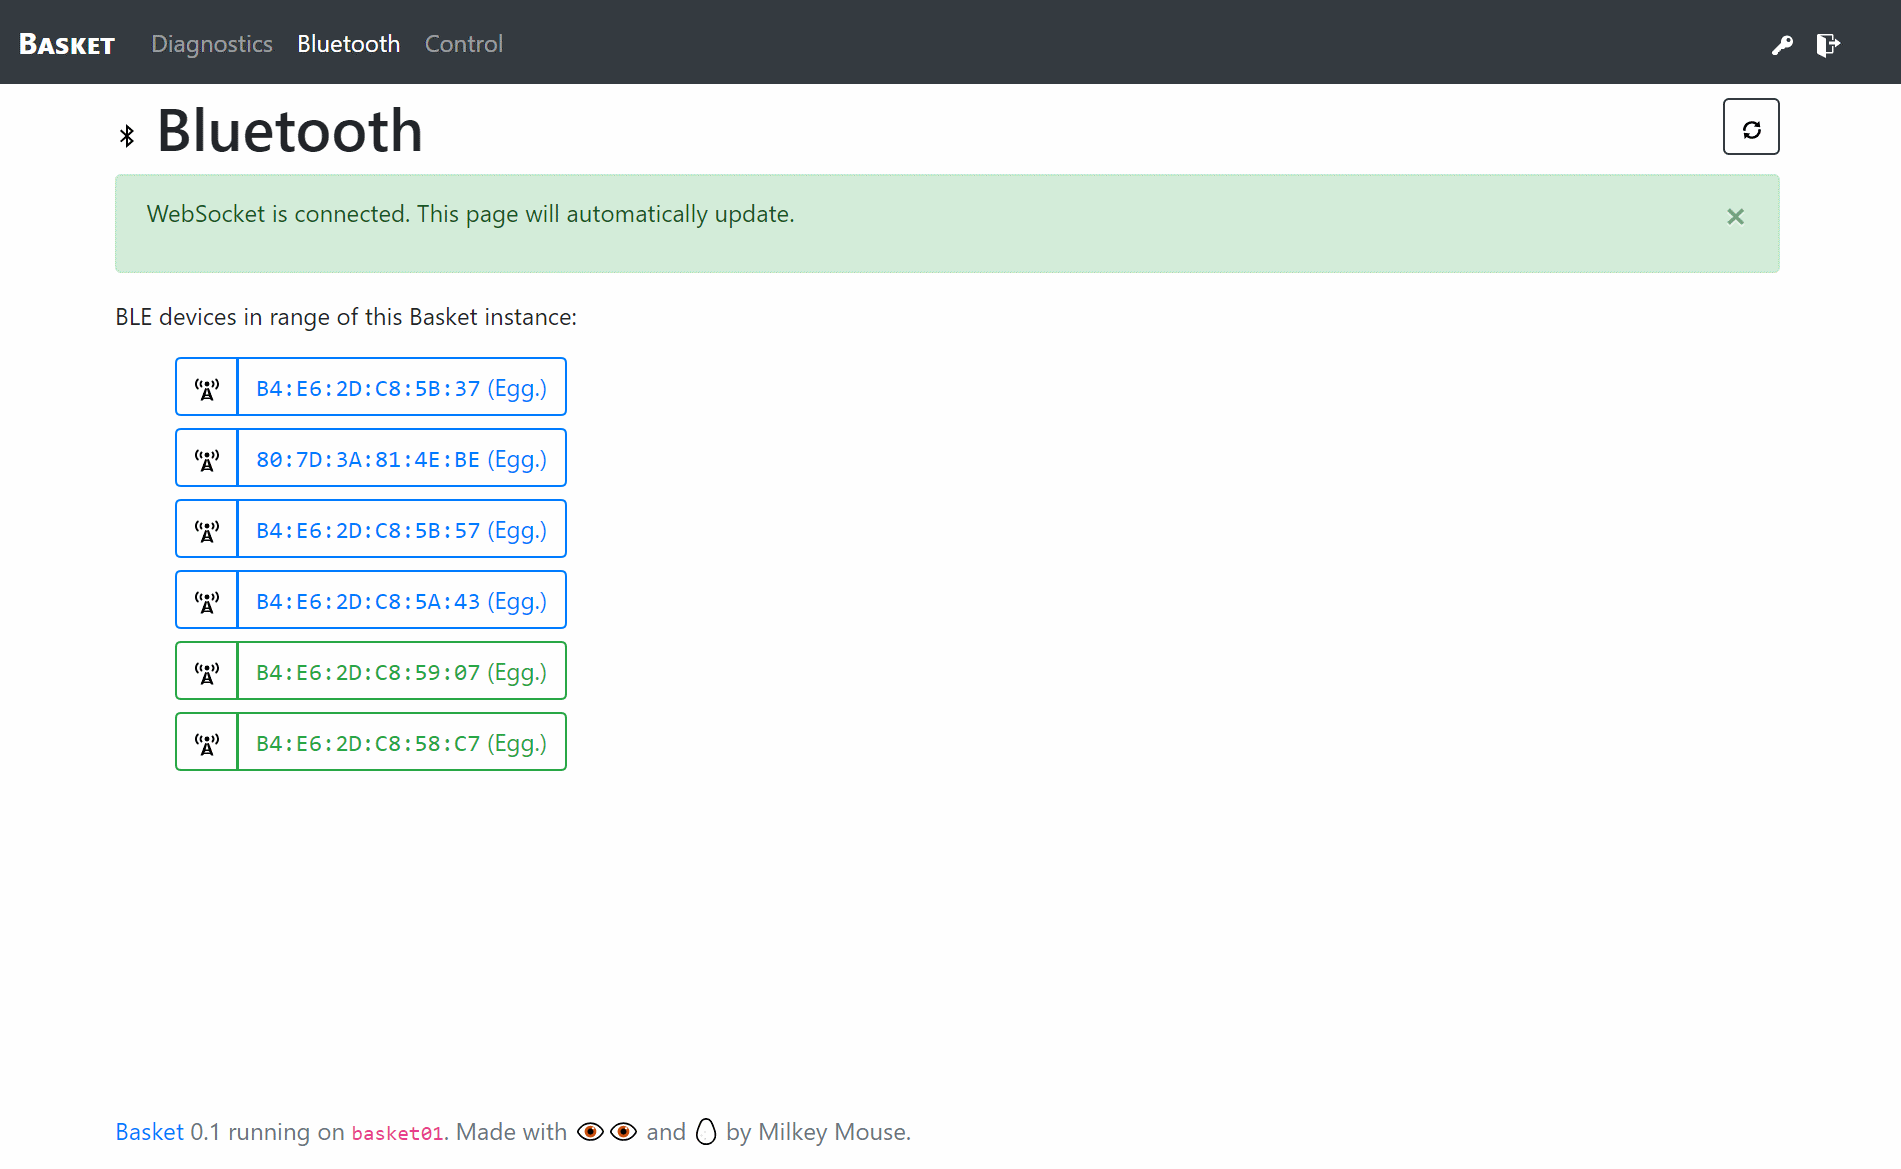 BASKET Diagnostics Bluetooth Control
Bluetooth
WebSocket is connected. This page will automatically update. ×
BLE devices in range of this Basket instance:
B4:E6:2D:C8:5B:37 (Egg.)
80:7D:3A:81:4E:BE (Egg.)
B4:E6:2D:C8:5B:57 (Egg.)
B4:E6:2D:C8:5A:43 (Egg.)
B4:E6:2D:C8:59:07 (Egg.)
B4:E6:2D:C8:58:C7 (Egg.)
Basket 0.1 running on basket01. Made with 👁👁 and 🥚 by Milkey Mouse.